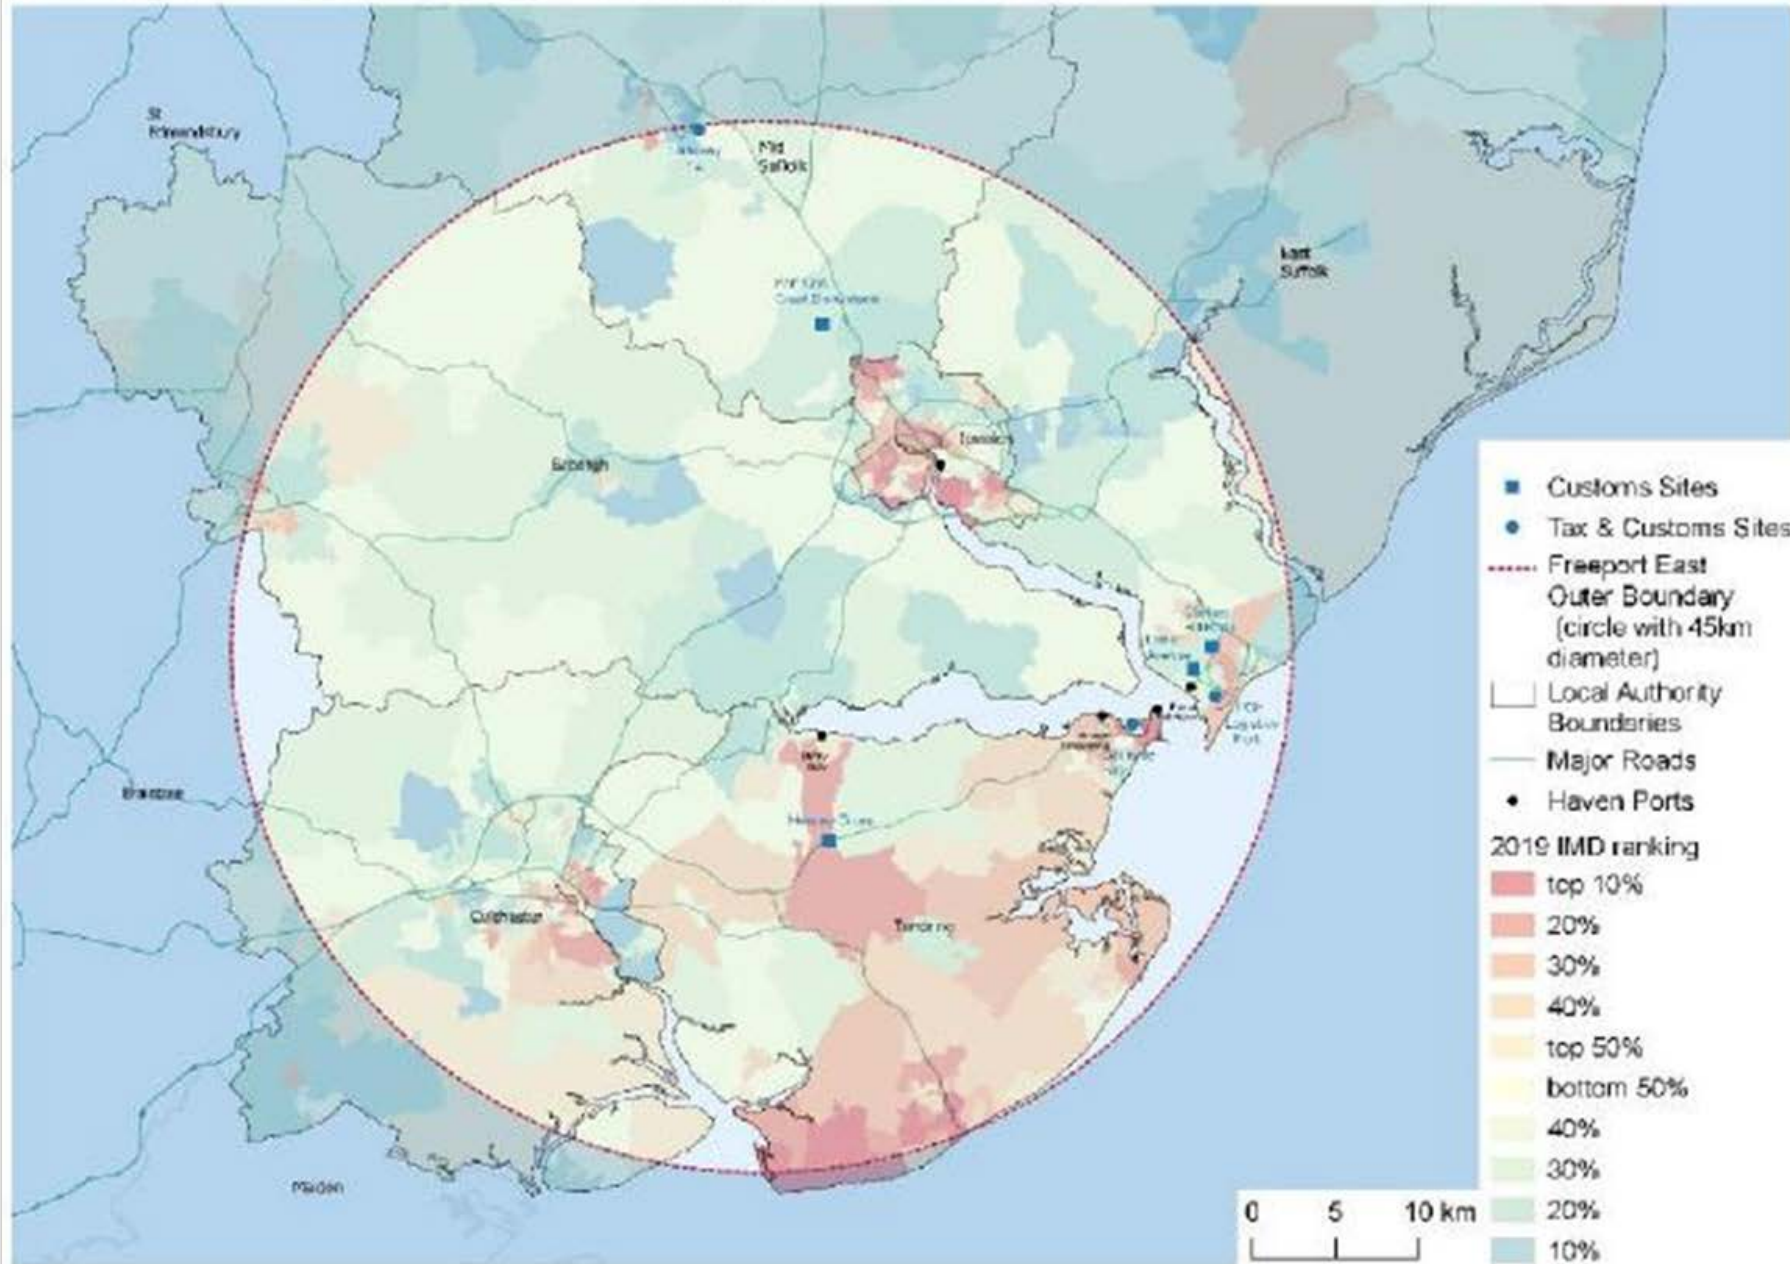 St
Edmundsbury
Mid
Suffolk
East
Suffolk
Babergh
Ipswich
Braintree
Colchester
Tendring
Maldon
Customs Sites
Tax & Customs Sites
Freeport East
Outer Boundary
(circle with 45km
diameter)
Local Authority
Boundaries
Major Roads
Haven Ports
2019 IMD ranking
top 10%
20%
30%
40%
top 50%
bottom 50%
40%
30%
20%
10%
0 5 10 km